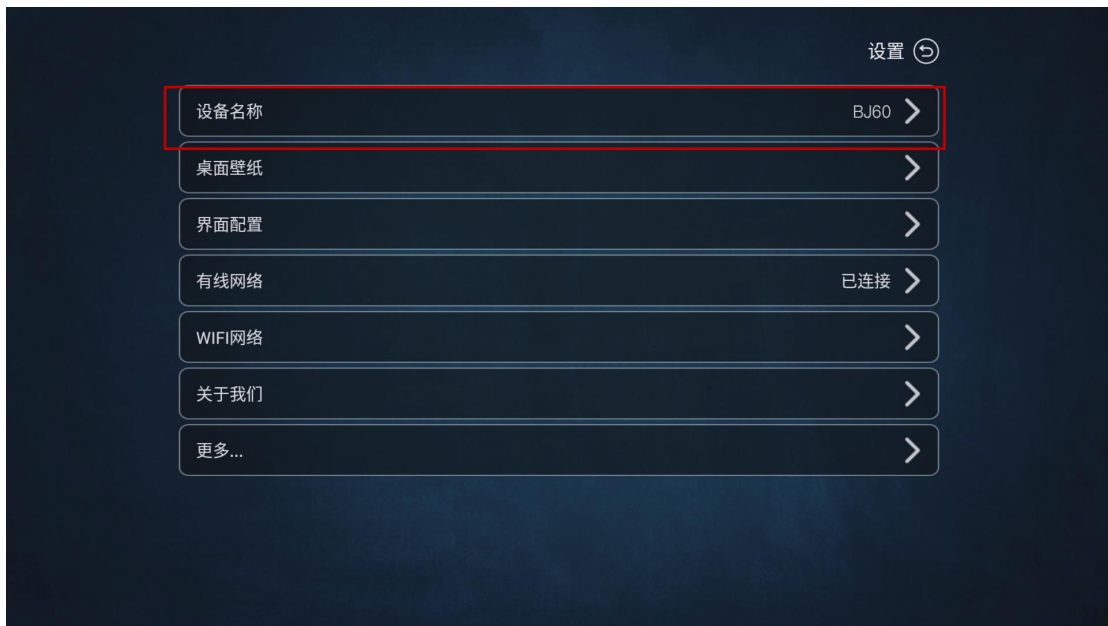 设置
设备名称 BJ60
桌面壁纸
界面配置
有线网络 已连接
WIFI网络
关于我们
更多...